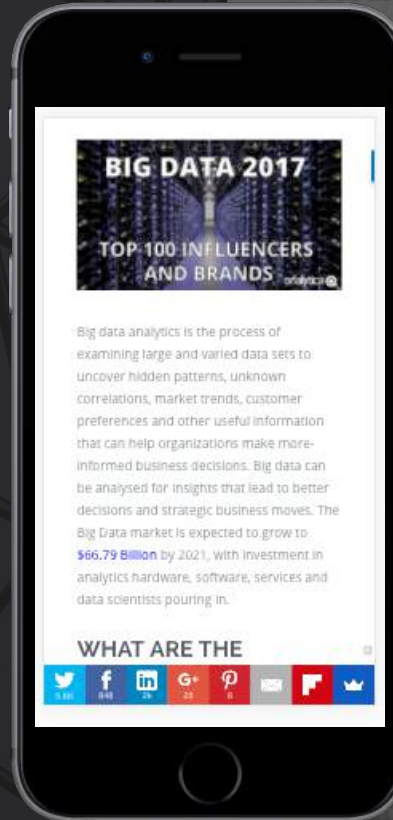 BIG DATA 2017
TOP 100 INFLUENCERS
AND BRANDS
onalytica
Big data analytics is the process of
examining large and varied data sets to
uncover hidden patterns, unknown
correlations, market trends, customer
preferences and other useful information
that can help organizations make more-
informed business decisions. Big data can
be analysed for insights that lead to better
decisions and strategic business moves. The
Big Data market is expected to grow to
$66.79 Billion by 2021, with investment in
analytics hardware, software, services and
data scientists pouring in.
WHAT ARE THE
f in G+
848 2k